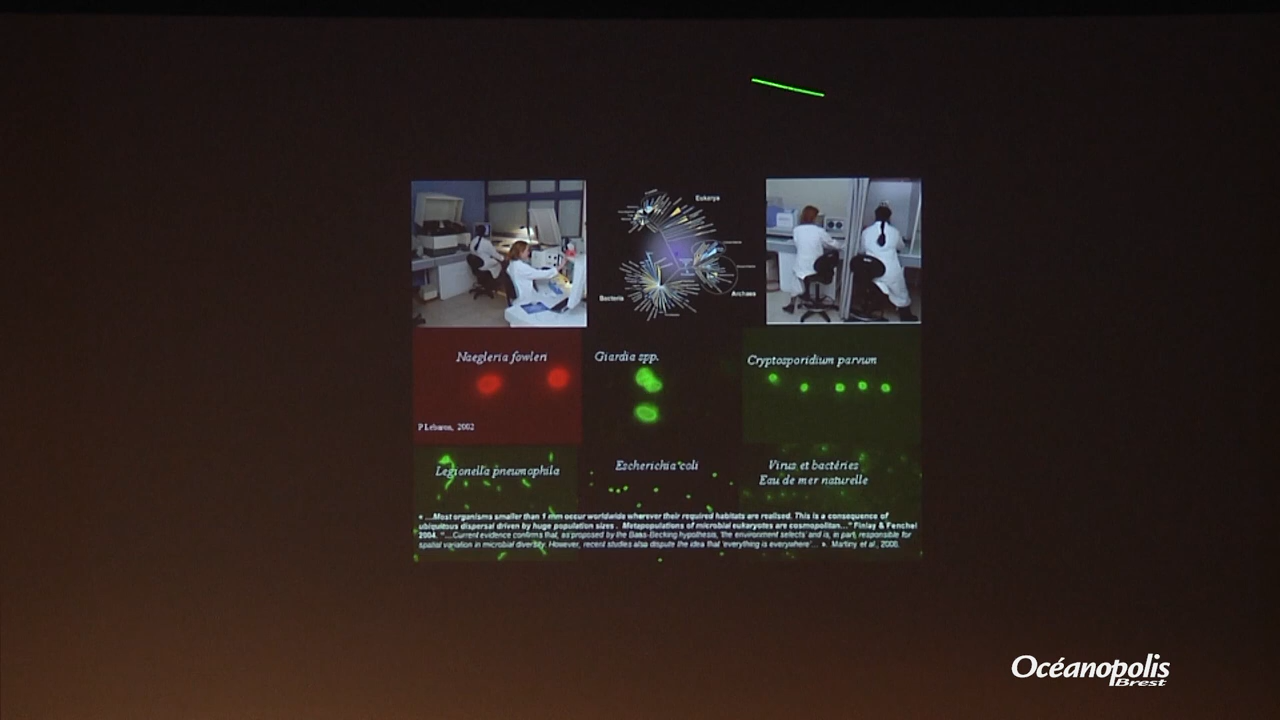 Eukarya
Bacteria
Archaea
Naegleria fowleri
Giardia spp.
Cryptosporidium parvum
P Lebaron, 2002
Legionella pneumophila
Escherichia coli
Virus et bactéries
Eau de mer naturelle
« ...Most organisms smaller than 1 mm occur worldwide wherever their required habitats are realised. This is a consequence of
ubiquitous dispersal driven by huge population sizes . Metapopulations of microbial eukaryotes are cosmopolitan..." Finlay & Fenchel
2004. "...Current evidence confirms that, as proposed by the Baas-Becking hypothesis, 'the environment selects' and is, in part, responsible for
spatial variation in microbial diversity. However, recent studies also dispute the idea that 'everything is everywhere'... ». Martiny et al., 2006.
Océanopolis
Brest